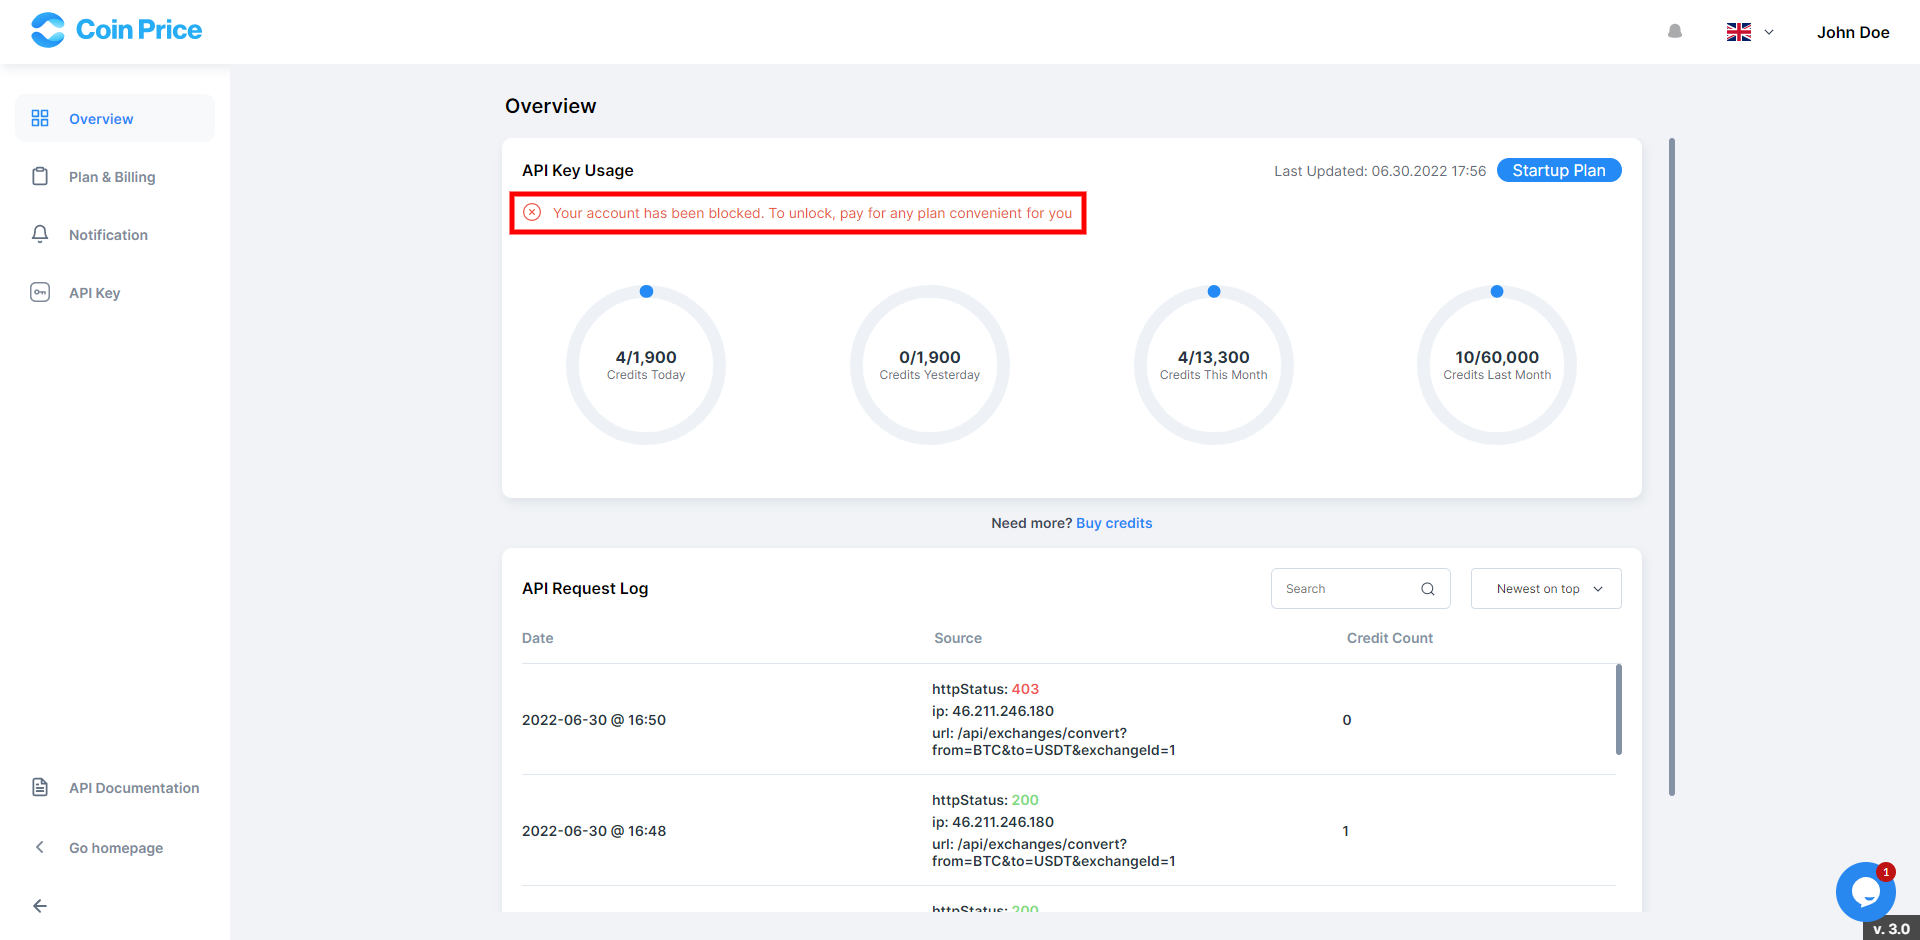 Coin Price
John Doe
Overview
Plan & Billing
Notification
API Key
API Documentation
Go homepage
Overview
API Key Usage
Last Updated: 06.30.2022 17:56
Startup Plan
Your account has been blocked. To unlock, pay for any plan convenient for you
4/1,900
Credits Today
0/1,900
Credits Yesterday
4/13,300
Credits This Month
10/60,000
Credits Last Month
Need more? Buy credits
API Request Log
Search
Newest on top
Date
Source
Credit Count
2022-06-30 @ 16:50
httpStatus: 403
ip: 46.211.246.180
url: /api/exchanges/convert?
from=BTC&to=USDT&exchangeId=1
0
2022-06-30 @ 16:48
httpStatus: 200
ip: 46.211.246.180
url: /api/exchanges/convert?
from=BTC&to=USDT&exchangeId=1
1
httpStatus: 200
1
v. 3.0